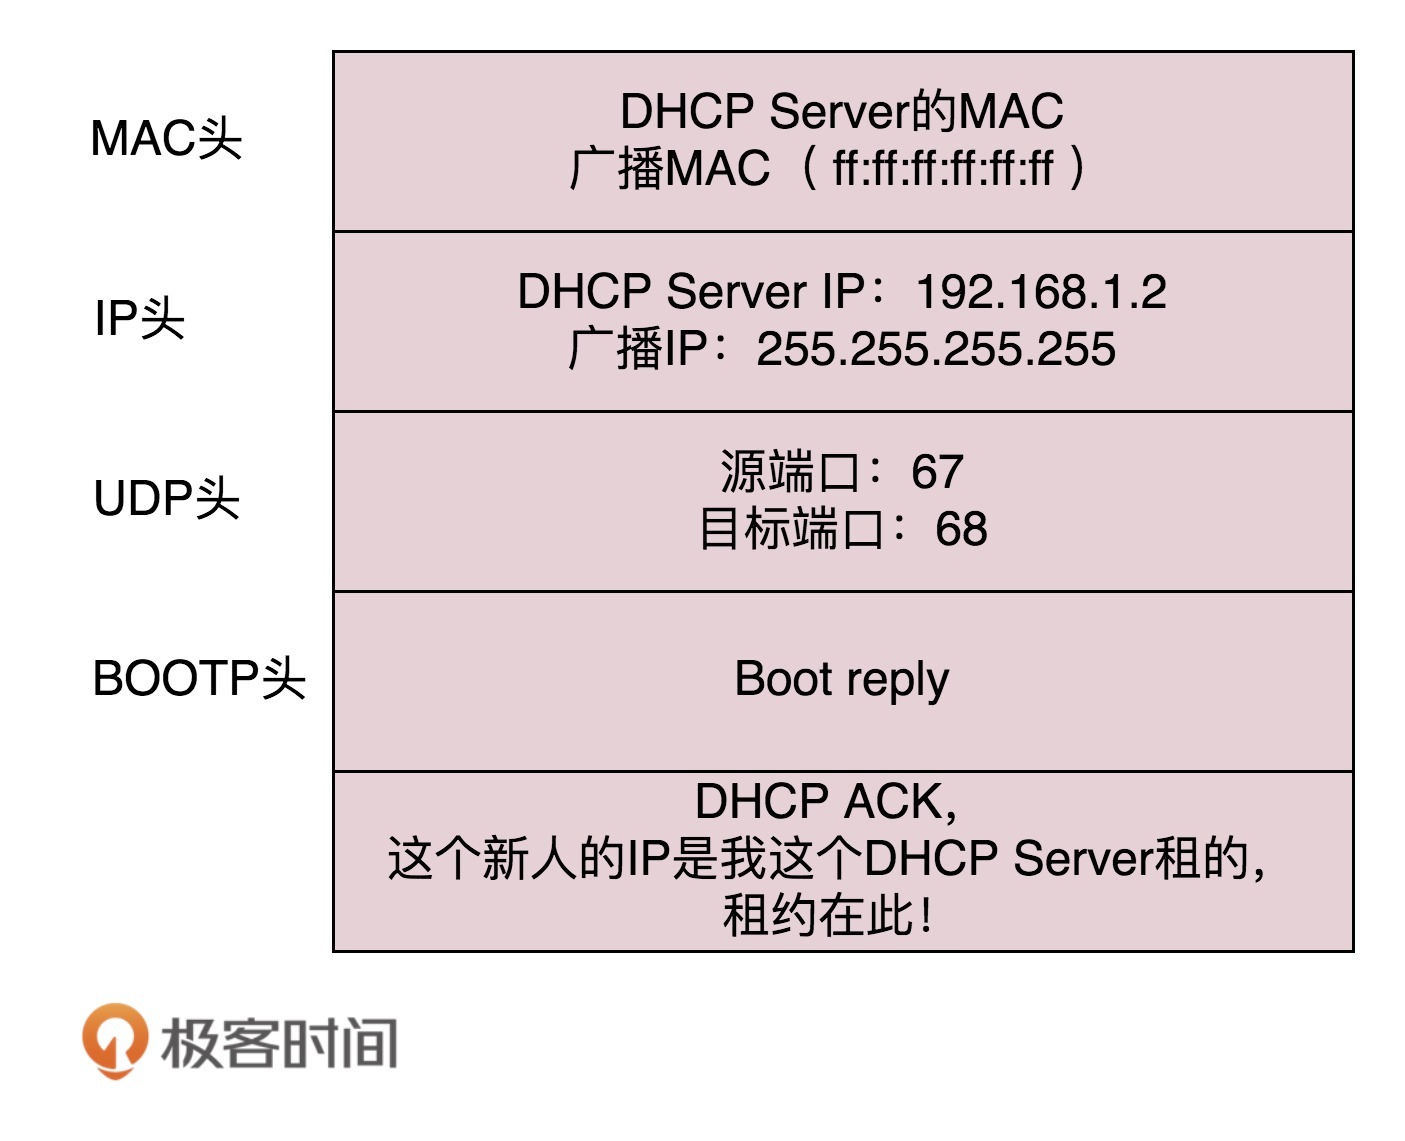 MAC头
DHCP Server的MAC
广播MAC（ff:ff:ff:ff:ff:ff）
IP头
DHCP Server IP：192.168.1.2
广播IP：255.255.255.255
UDP头
源端口：67
目标端口：68
BOOTP头
Boot reply
DHCP ACK，
这个新人的IP是我这个DHCP Server租的，
租约在此！
极客时间